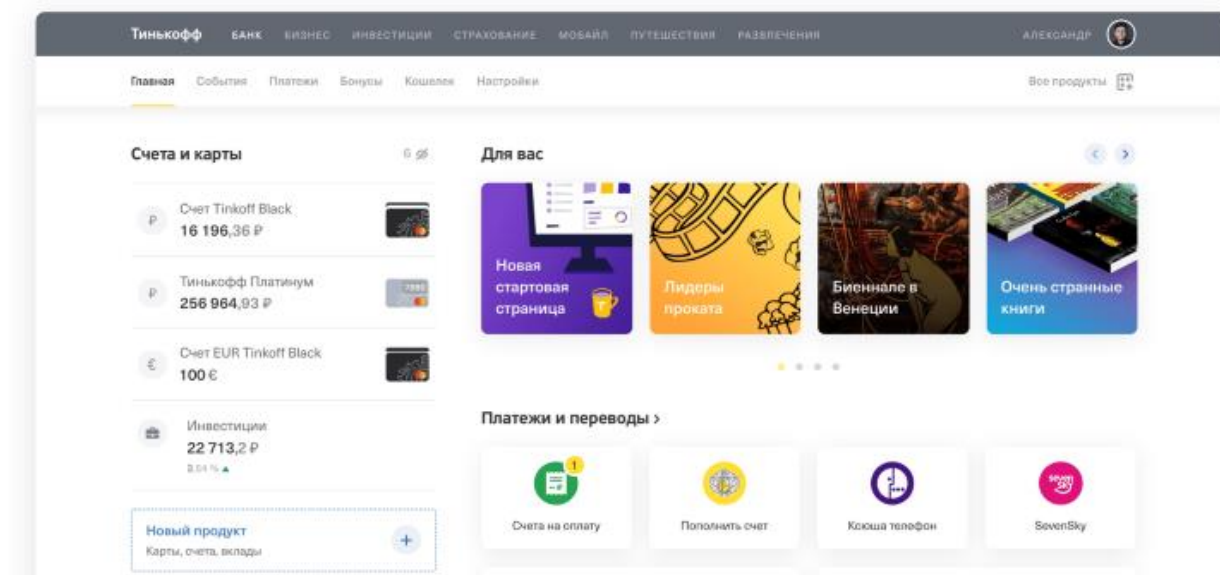 Тинькофф БАНК БИЗНЕС ИНВЕСТИЦИИ СТРАХОВАНИЕ МОБАЙЛ ПУТЕШЕСТВИЯ РАЗВЛЕЧЕНИЯ АЛЕКСАНДР
Главная События Платежи Бонусы Кошелек Настройки Все продукты
Счета и карты 6
Счет Tinkoff Black
16 196,36 ₽
Тинькофф Платинум
256 964,93 ₽
Счет EUR Tinkoff Black
100 €
Инвестиции
22 713,2 ₽
Новый продукт
Карты, счета, вклады
Для вас
Новая
стартовая
страница
Лидеры
проката
Биеннале в
Венеции
Очень странные
книги
Платежи и переводы >
1
Счета на оплату
Пополнить счет
Ксюша телефон
seven
sky
SevenSky